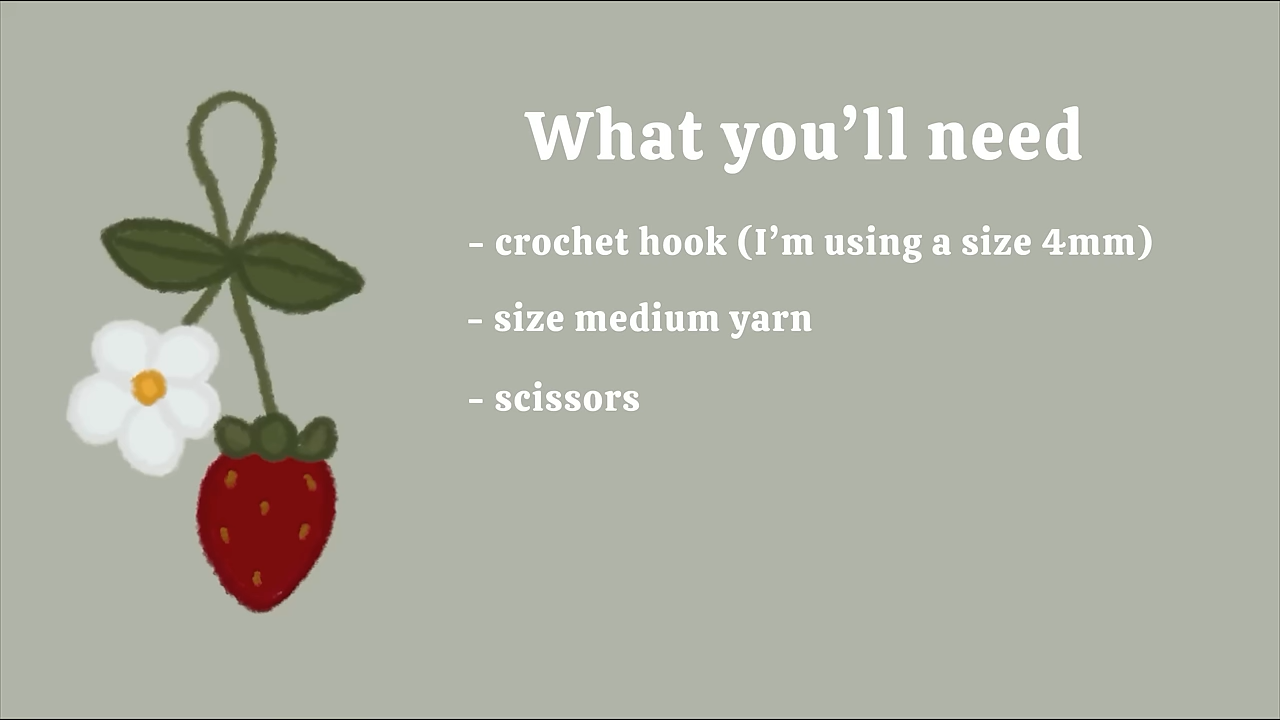 What you’ll need
- crochet hook (I’m using a size 4mm)
- size medium yarn
- scissors